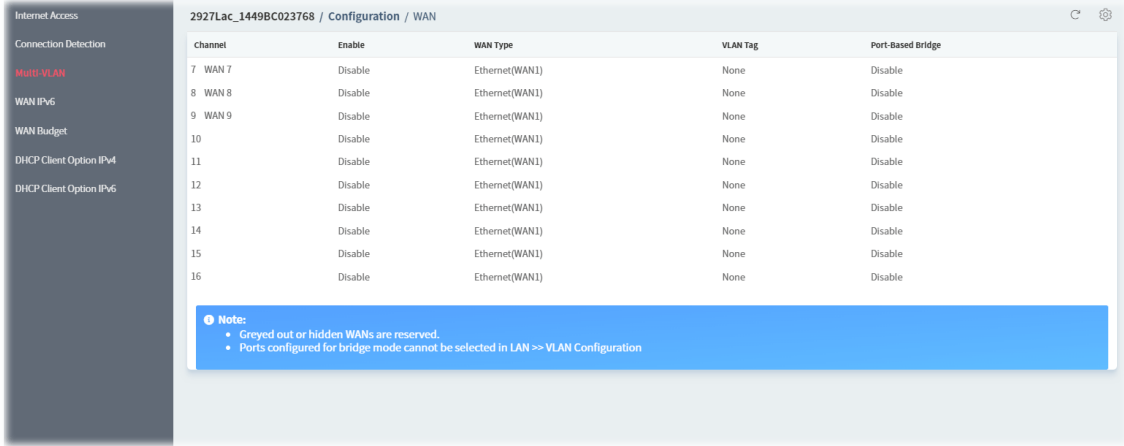 Internet Access
Connection Detection
Multi-VLAN
WAN IPv6
WAN Budget
DHCP Client Option IPv4
DHCP Client Option IPv6
2927Lac_1449BC023768 / Configuration / WAN
Channel Enable WAN Type VLAN Tag Port-Based Bridge
7 WAN 7 Disable Ethernet(WAN1) None Disable
8 WAN 8 Disable Ethernet(WAN1) None Disable
9 WAN 9 Disable Ethernet(WAN1) None Disable
10 Disable Ethernet(WAN1) None Disable
11 Disable Ethernet(WAN1) None Disable
12 Disable Ethernet(WAN1) None Disable
13 Disable Ethernet(WAN1) None Disable
14 Disable Ethernet(WAN1) None Disable
15 Disable Ethernet(WAN1) None Disable
16 Disable Ethernet(WAN1) None Disable
Note:
• Greyed out or hidden WANs are reserved.
• Ports configured for bridge mode cannot be selected in LAN >> VLAN Configuration